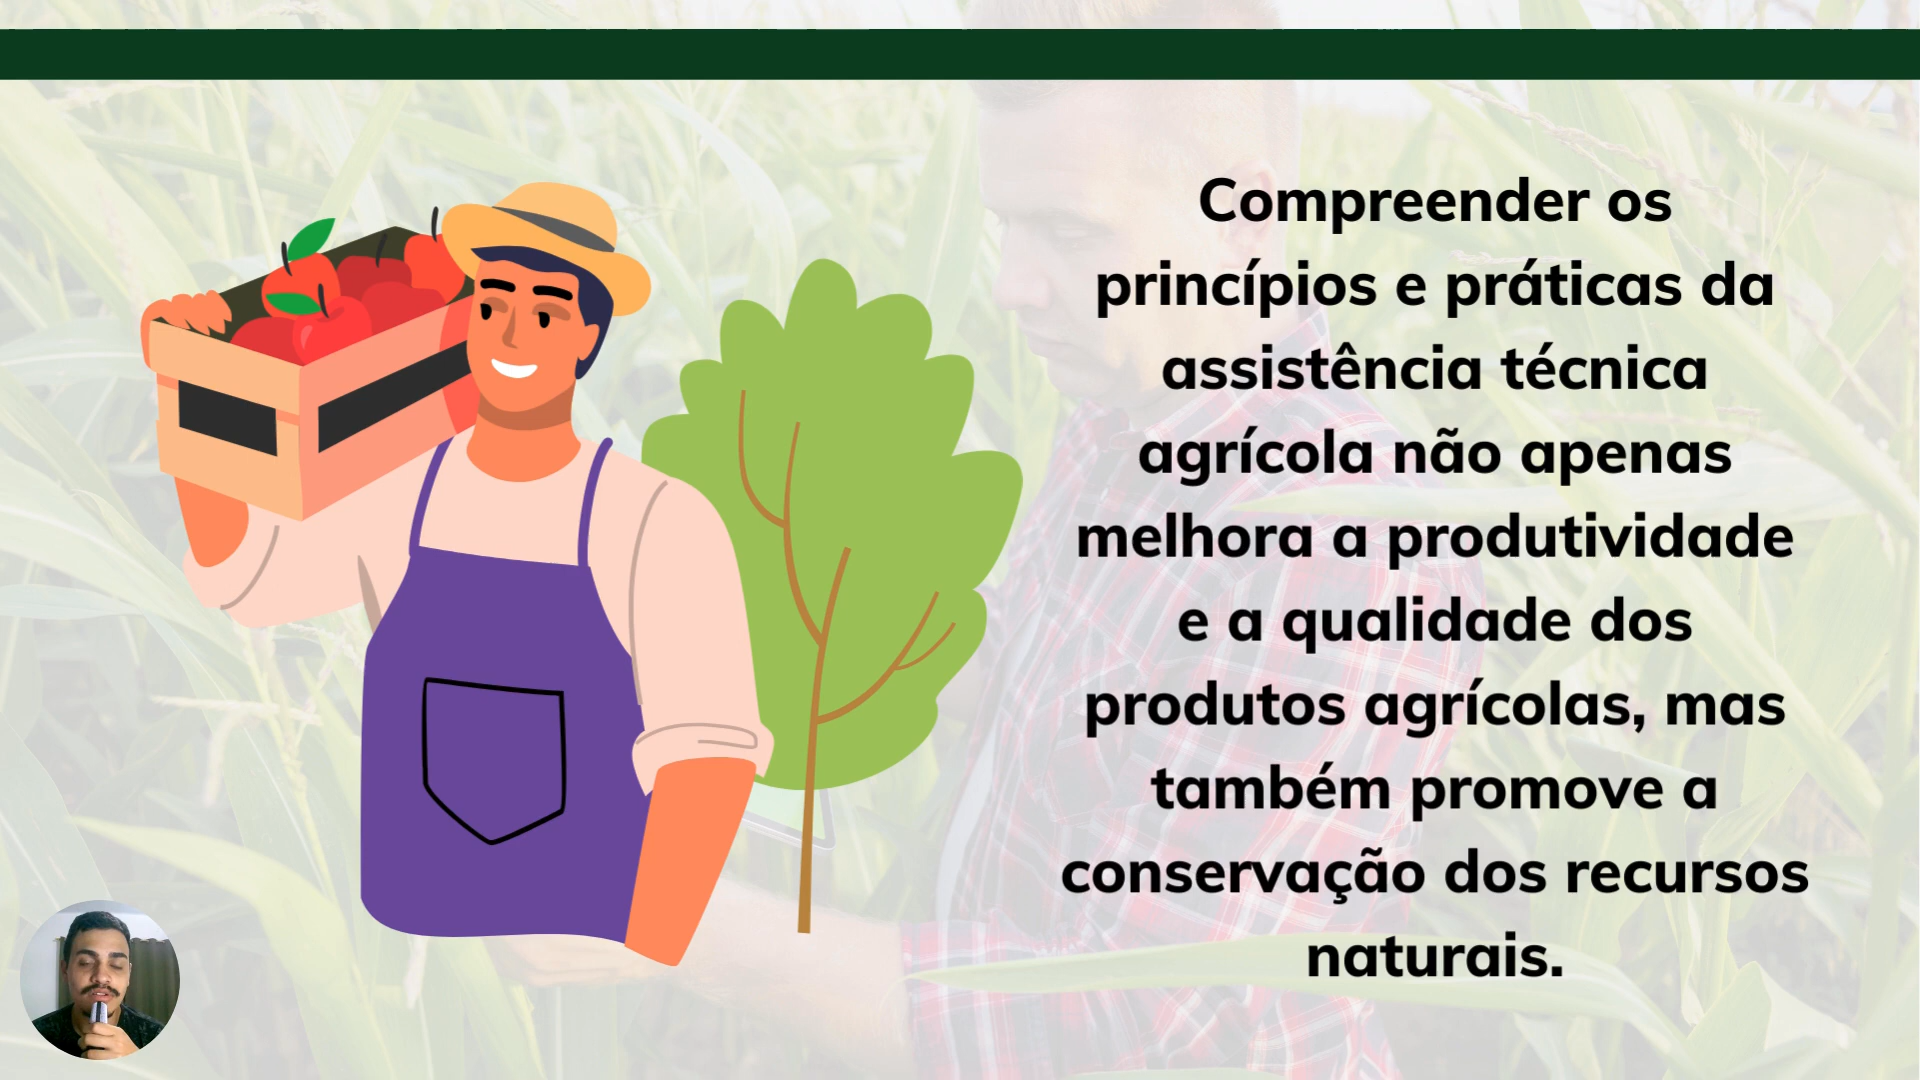 Compreender os
princípios e práticas da
assistência técnica
agrícola não apenas
melhora a produtividade
e a qualidade dos
produtos agrícolas, mas
também promove a
conservação dos recursos
naturais.